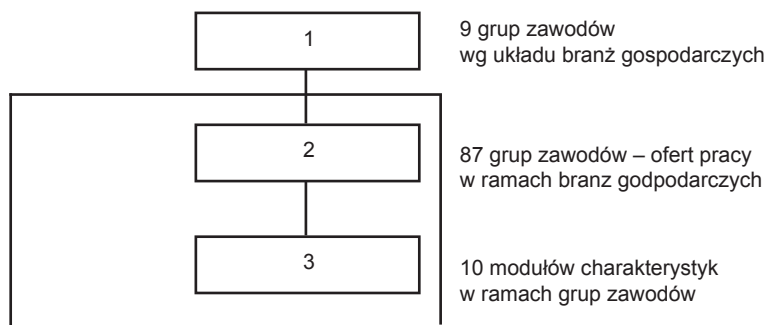 1
9 grup zawodów
wg układu branż gospodarczych
2
87 grup zawodów – ofert pracy
w ramach branz godpodarczych
3
10 modułów charakterystyk
w ramach grup zawodów